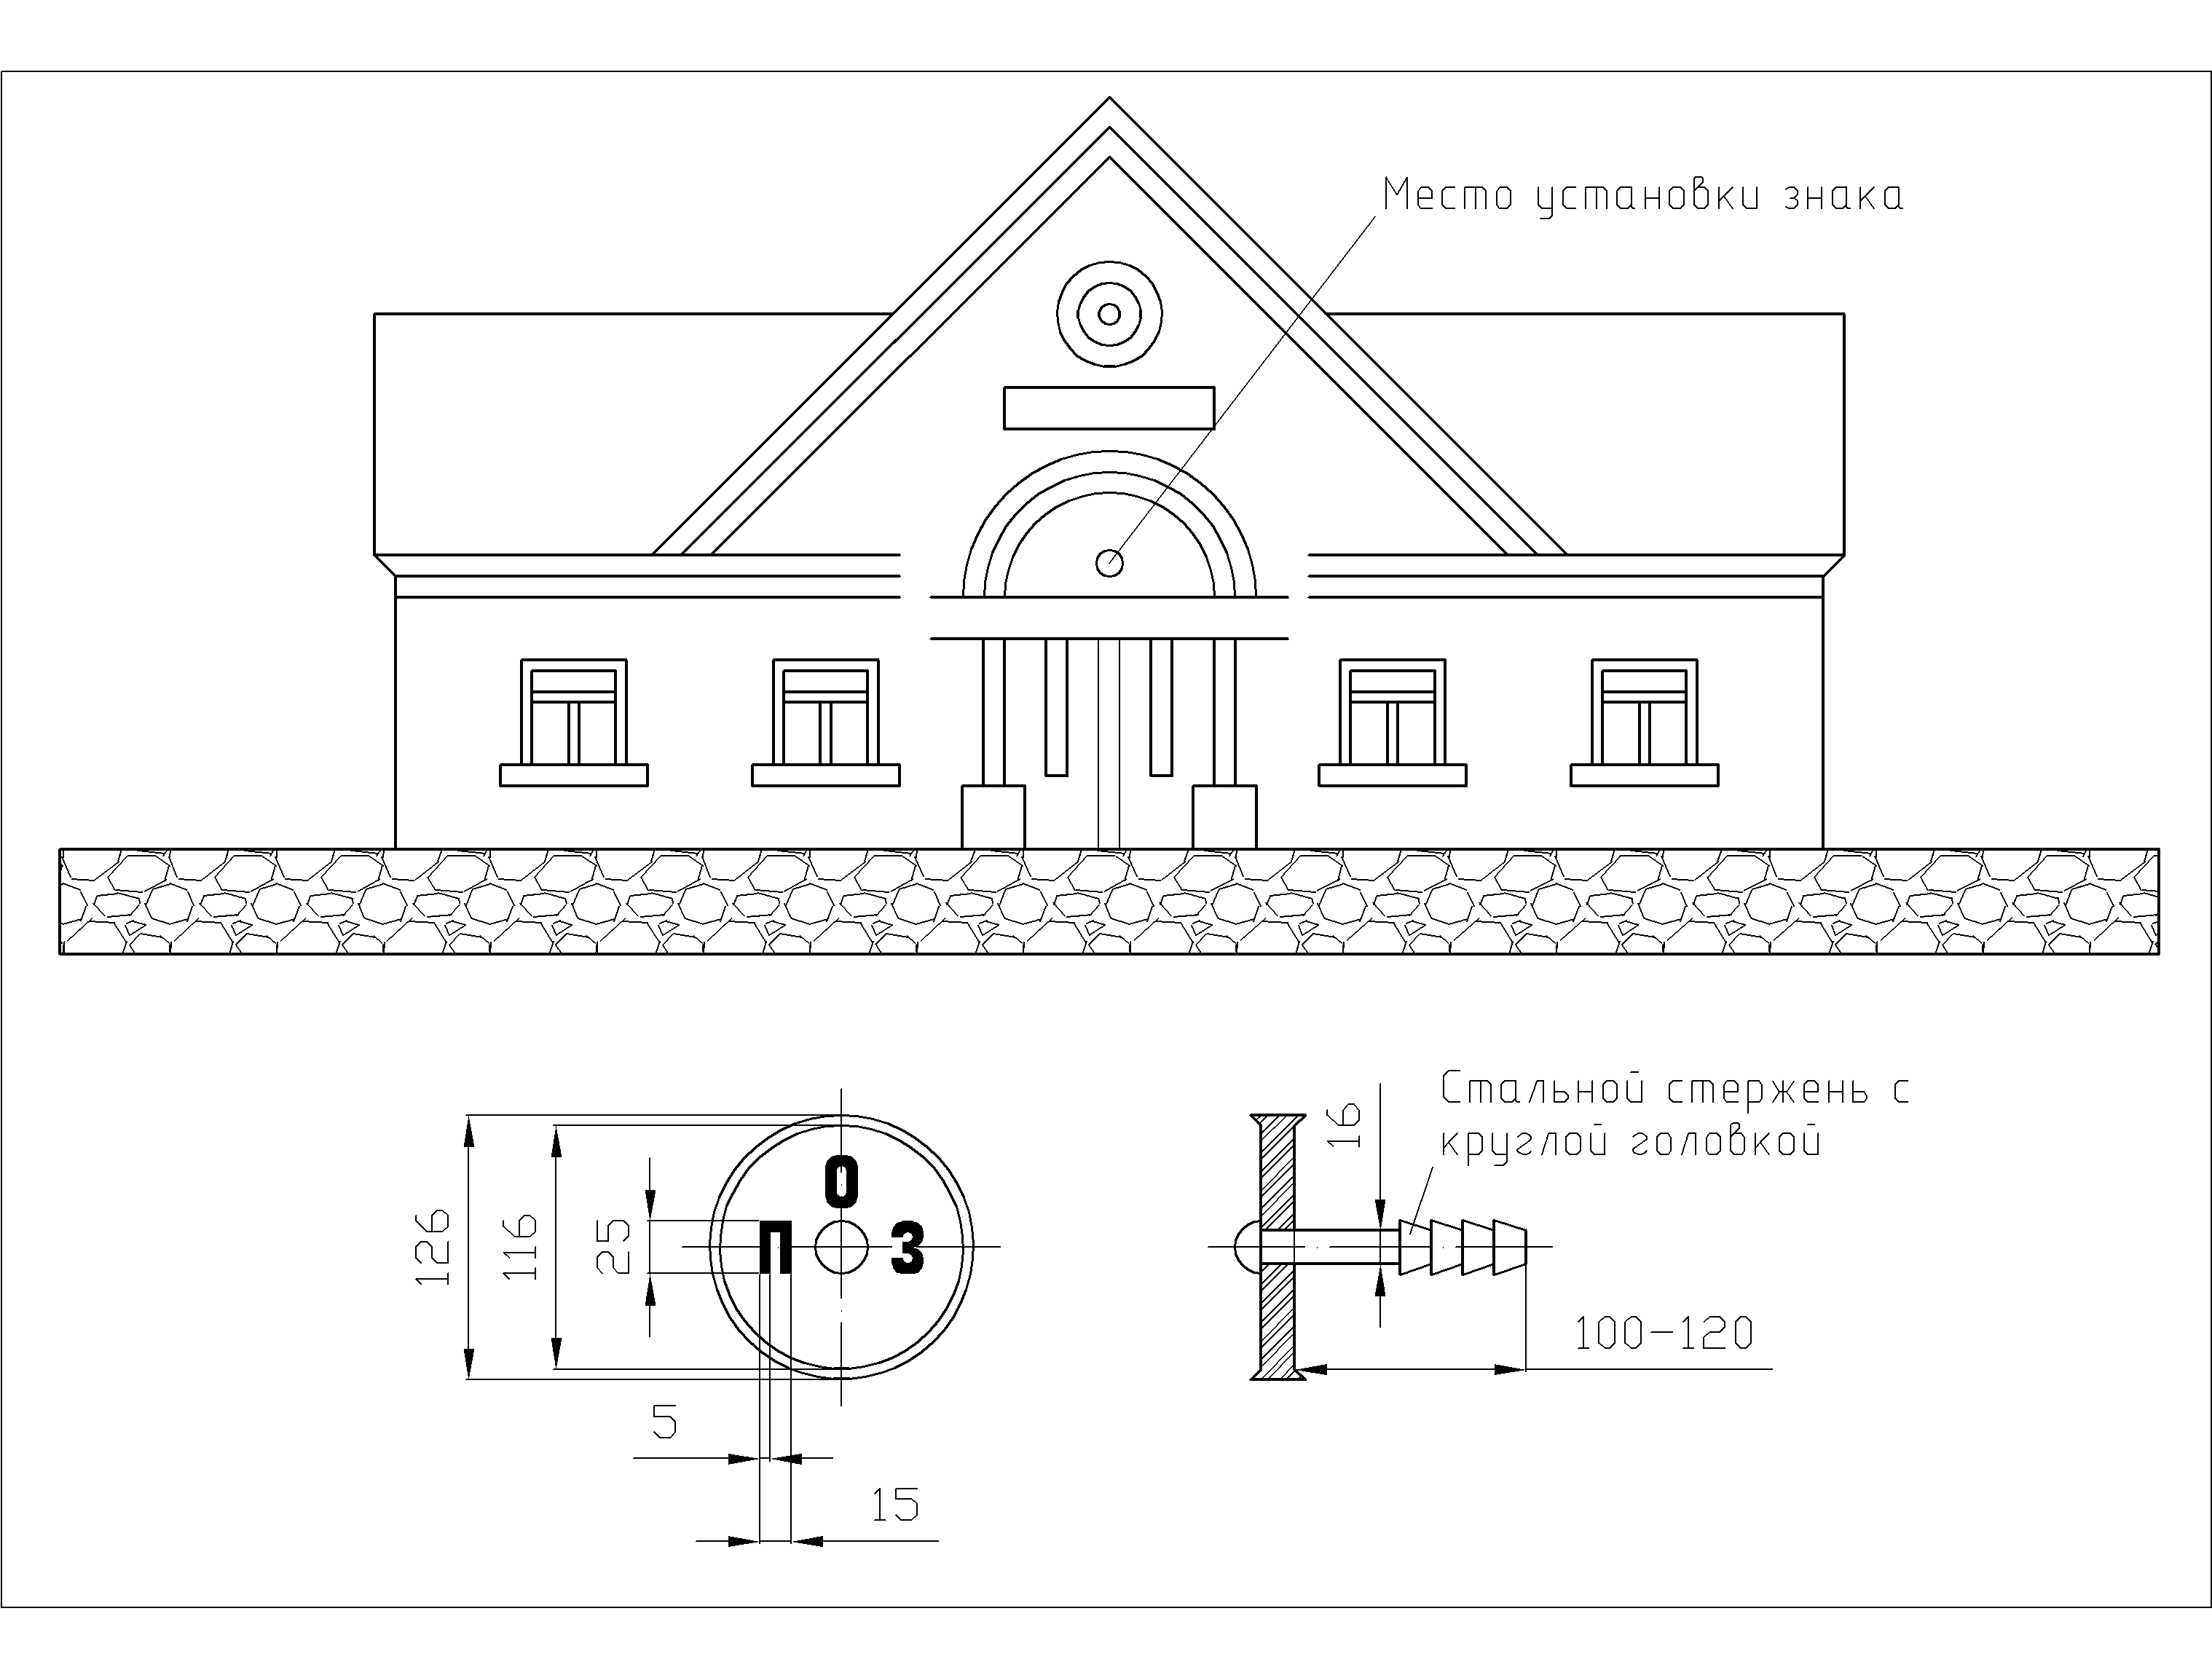 Место установки знака
Стальной стержень с
круглой головкой
16
126
116
25
О
П З
100-120
5
15